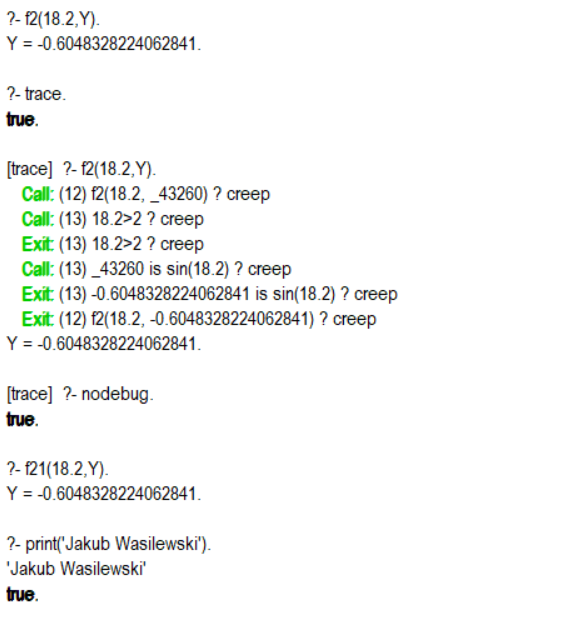 ?- f2(18.2,Y).
Y = -0.6048328224062841.
?- trace.
true.
[trace]  ?- f2(18.2,Y).
Call: (12) f2(18.2, _43260) ? creep
Call: (13) 18.2>2 ? creep
Exit: (13) 18.2>2 ? creep
Call: (13) _43260 is sin(18.2) ? creep
Exit: (13) -0.6048328224062841 is sin(18.2) ? creep
Exit: (12) f2(18.2, -0.6048328224062841) ? creep
Y = -0.6048328224062841.
[trace]  ?- nodebug.
true.
?- f21(18.2,Y).
Y = -0.6048328224062841.
?- print('Jakub Wasilewski').
'Jakub Wasilewski'
true.